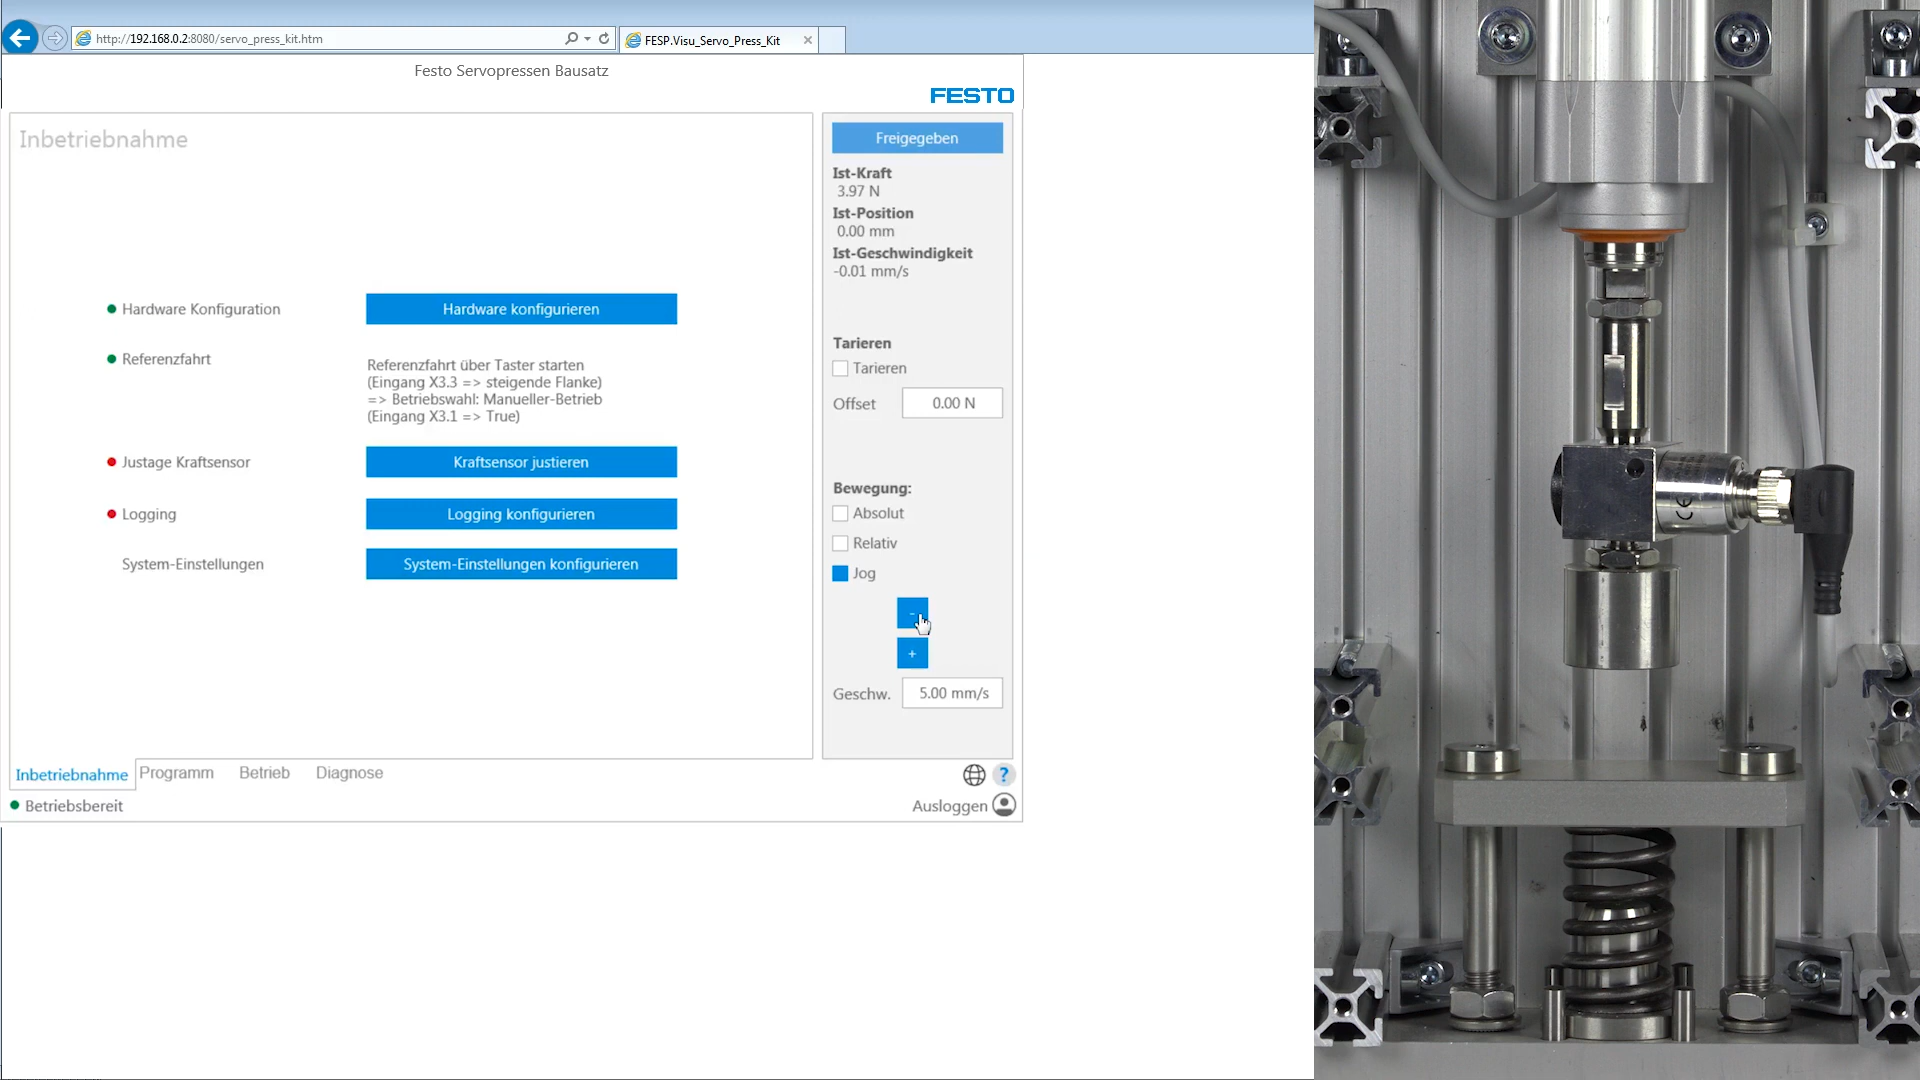 http://192.168.0.2:8080/servo_press_kit.htm
FESP.Visu_Servo_Press_Kit
Festo Servopressen Bausatz
FESTO
Inbetriebnahme
Hardware Konfiguration
Hardware konfigurieren
Referenzfahrt
Referenzfahrt über Taster starten
(Eingang X3.3 => steigende Flanke)
=> Betriebswahl: Manueller-Betrieb
(Eingang X3.1 => True)
Justage Kraftsensor
Kraftsensor justieren
Logging
Logging konfigurieren
System-Einstellungen
System-Einstellungen konfigurieren
Freigegeben
Ist-Kraft
3.97 N
Ist-Position
0.00 mm
Ist-Geschwindigkeit
-0.01 mm/s
Tarieren
Tarieren
Offset 0.00 N
Bewegung:
Absolut
Relativ
Jog
-
+
Geschw. 5.00 mm/s
Inbetriebnahme Programm Betrieb Diagnose
?
Betriebsbereit
Ausloggen
CE